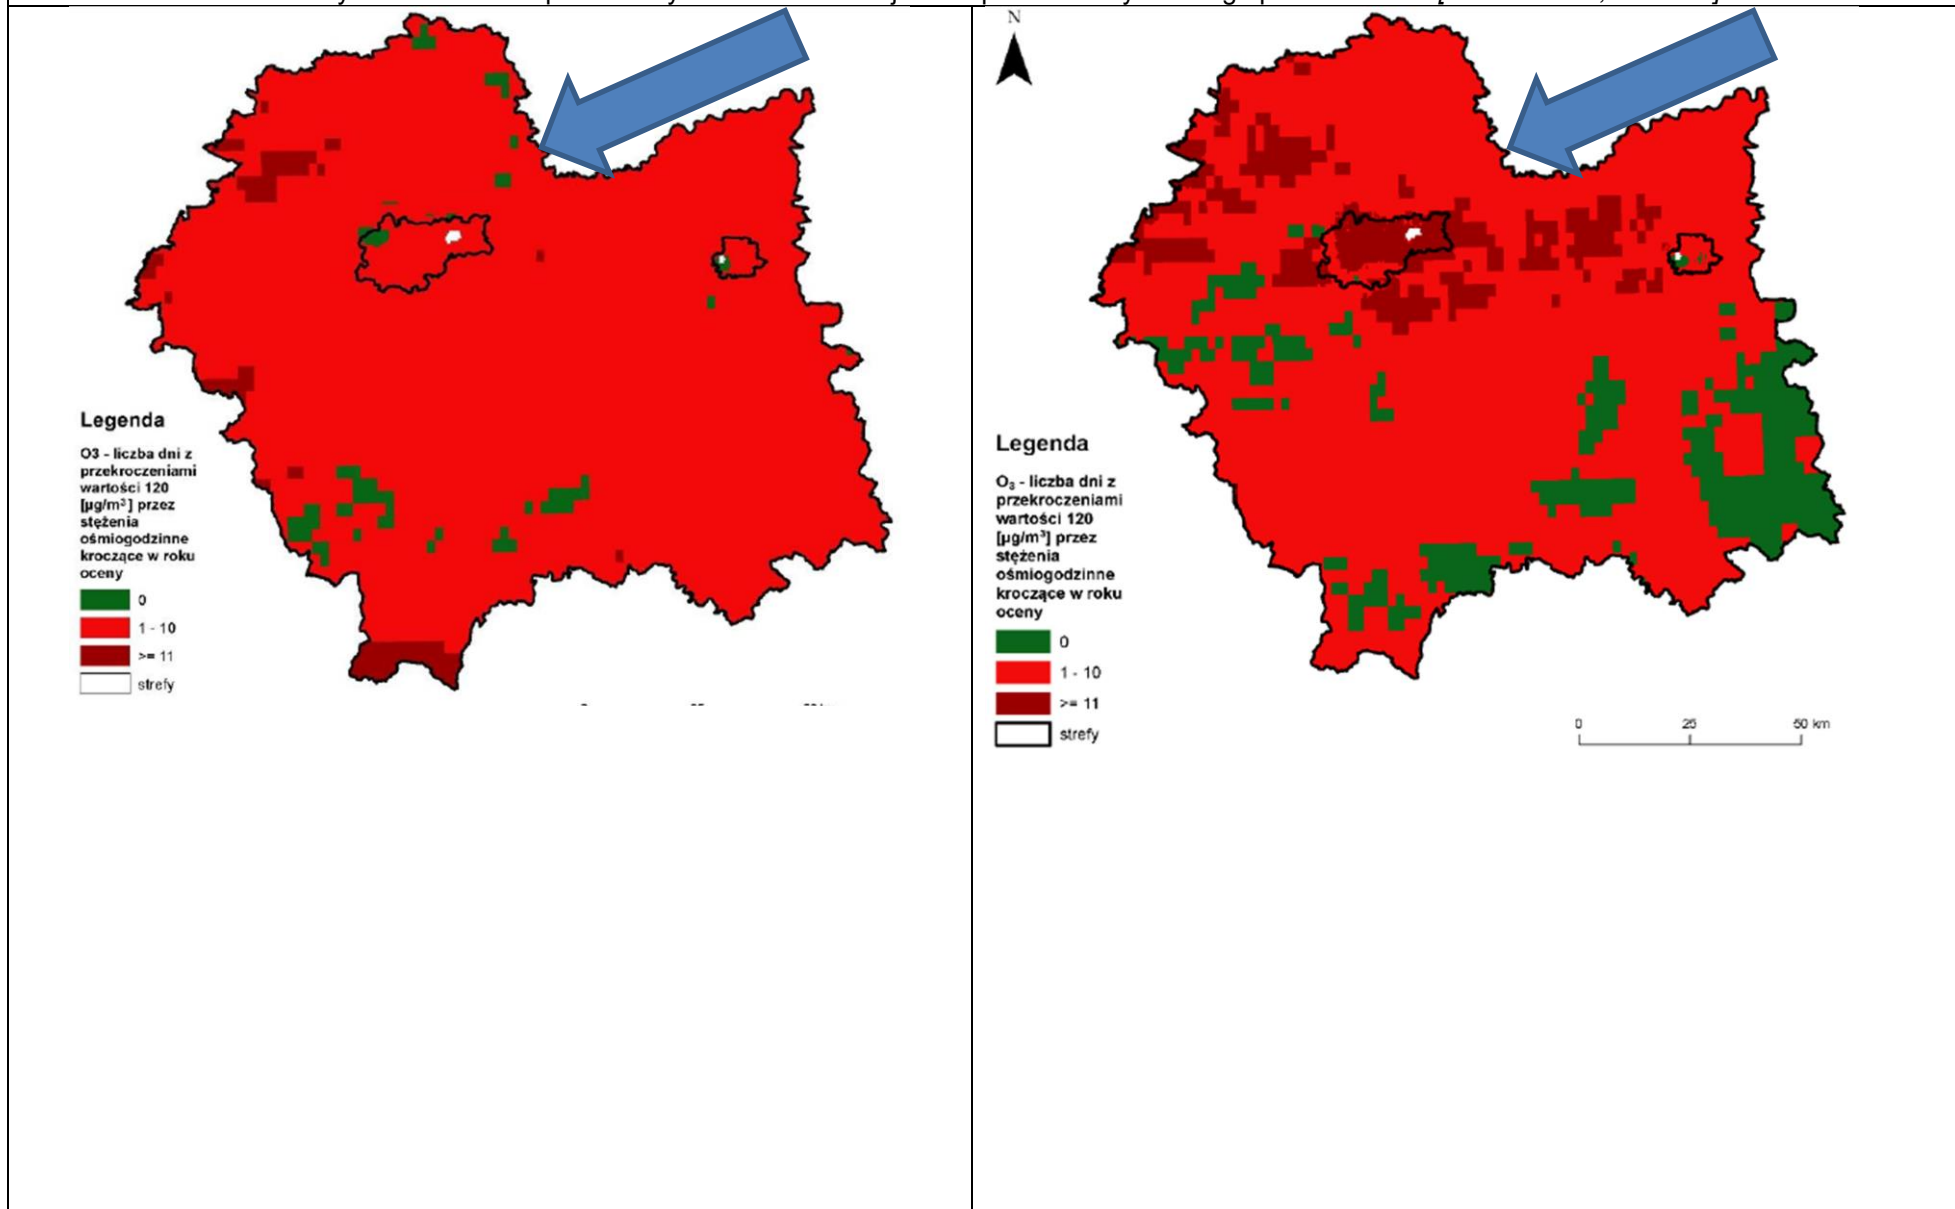 Legenda
O3 - liczba dni z
przekroczeniami
wartości 120
[µg/m³] przez
stężenia
ośmiogodzinne
kroczące w roku
oceny
0
1 - 10
>= 11
strefy
N
Legenda
O₃ - liczba dni z
przekroczeniami
wartości 120
[µg/m³] przez
stężenia
ośmiogodzinne
kroczące w roku
oceny
0
1 - 10
>= 11
strefy
0 25 50 km